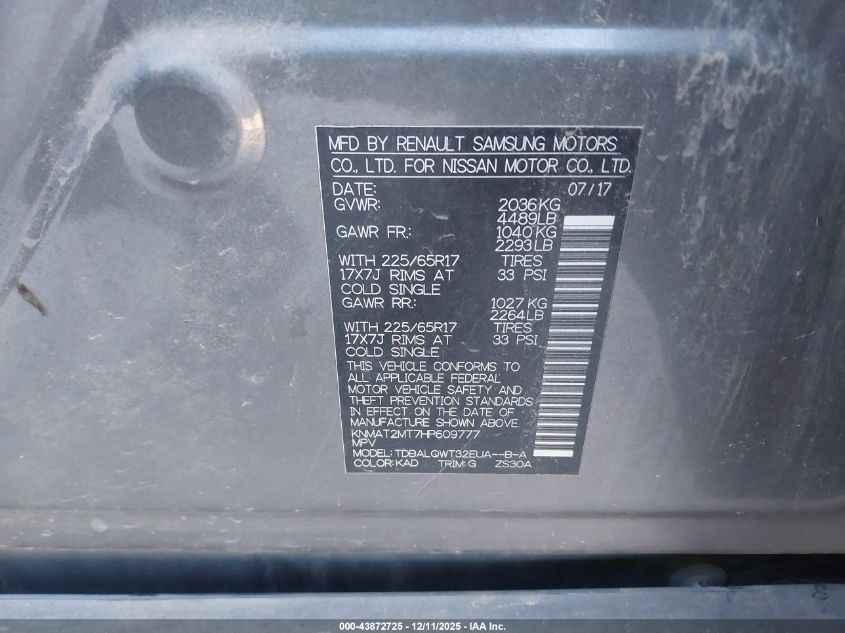 MFD BY RENAULT SAMSUNG MOTORS
CO., LTD. FOR NISSAN MOTOR CO., LTD.
DATE: 07/17
GVWR: 2036KG
4489LB
GAWR FR.: 1040KG
2293LB
WITH 225/65R17 TIRES
17X7J RIMS AT 33 PSI
COLD SINGLE
GAWR RR.: 1027KG
2264LB
WITH 225/65R17 TIRES
17X7J RIMS AT 33 PSI
COLD SINGLE
THIS VEHICLE CONFORMS TO
ALL APPLICABLE FEDERAL
MOTOR VEHICLE SAFETY AND
THEFT PREVENTION STANDARDS
IN EFFECT ON THE DATE OF
MANUFACTURE SHOWN ABOVE.
KNMAT2MT7HP609777
MPV
MODEL: TDBALQWT32EUA--B-A
COLOR: KAD TRIM: G ZS30A
000-43872725 - 12/11/2025 - IAA Inc.